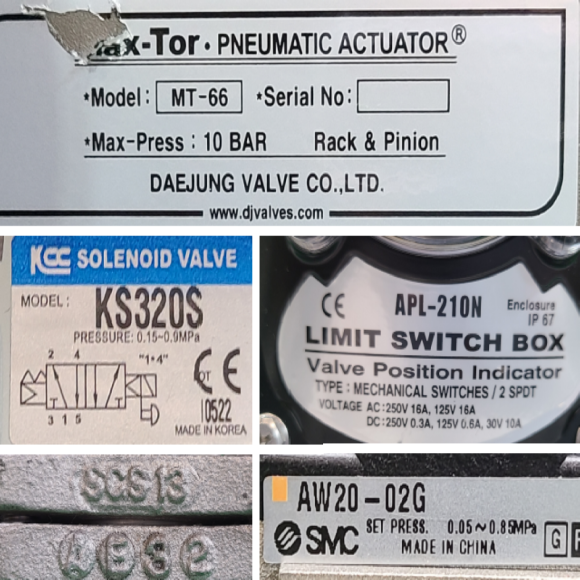 ax-Tor • PNEUMATIC ACTUATOR®
*Model: MT-66 *Serial No:
*Max-Press : 10 BAR Rack & Pinion
DAEJUNG VALVE CO.,LTD.
www.djvalves.com
KCC SOLENOID VALVE
MODEL: KS320S
PRESSURE: 0.15~0.9MPa
2 4 "1•4"
3 1 5
CE
10522
MADE IN KOREA
CE APL-210N Enclosure
IP 67
LIMIT SWITCH BOX
Valve Position Indicator
TYPE : MECHANICAL SWITCHES / 2 SPDT
VOLTAGE AC:250V 16A, 125V 16A
DC:250V 0.3A, 125V 0.6A, 30V 10A
SCS13
AES2
AW20-02G
SMC SET PRESS. 0.05~0.85MPa
MADE IN CHINA G